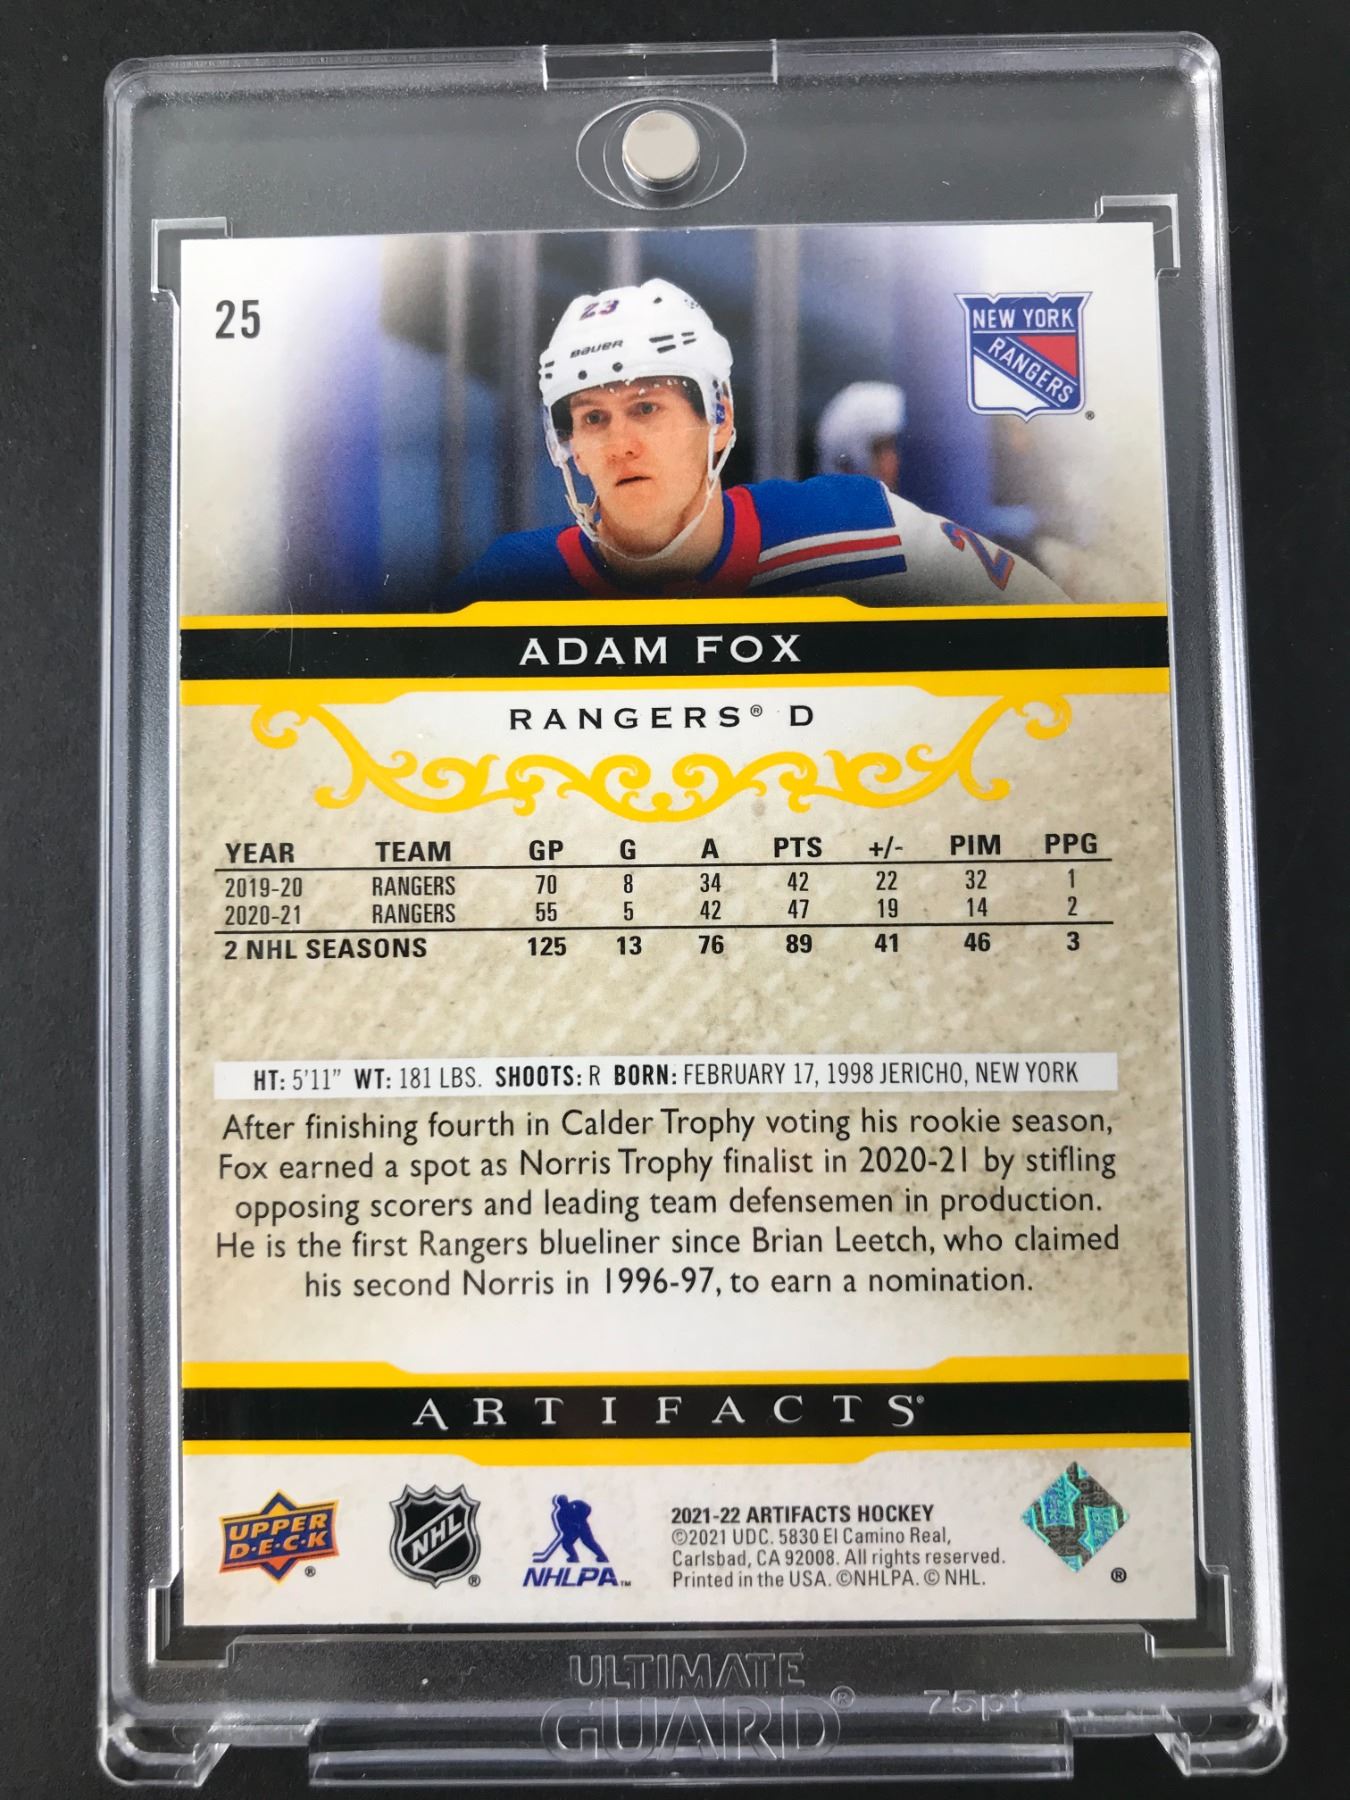 25
23
BAUER
NEW YORK
RANGERS®
2
ADAM FOX
RANGERS® D
YEAR TEAM GP G A PTS +/- PIM PPG
2019-20 RANGERS 70 8 34 42 22 32 1
2020-21 RANGERS 55 5 42 47 19 14 2
2 NHL SEASONS 125 13 76 89 41 46 3
HT: 5'11" WT: 181 LBS. SHOOTS: R BORN: FEBRUARY 17, 1998 JERICHO, NEW YORK
After finishing fourth in Calder Trophy voting his rookie season,
Fox earned a spot as Norris Trophy finalist in 2020-21 by stifling
opposing scorers and leading team defensemen in production.
He is the first Rangers blueliner since Brian Leetch, who claimed
his second Norris in 1996-97, to earn a nomination.
ARTIFACTS®
UPPER
D·E·C·K®
NHL®
NHLPA™
2021-22 ARTIFACTS HOCKEY
©2021 UDC. 5830 El Camino Real,
Carlsbad, CA 92008. All rights reserved.
Printed in the USA. ©NHLPA. © NHL.
®
ULTIMATE
GUARD® 75pt